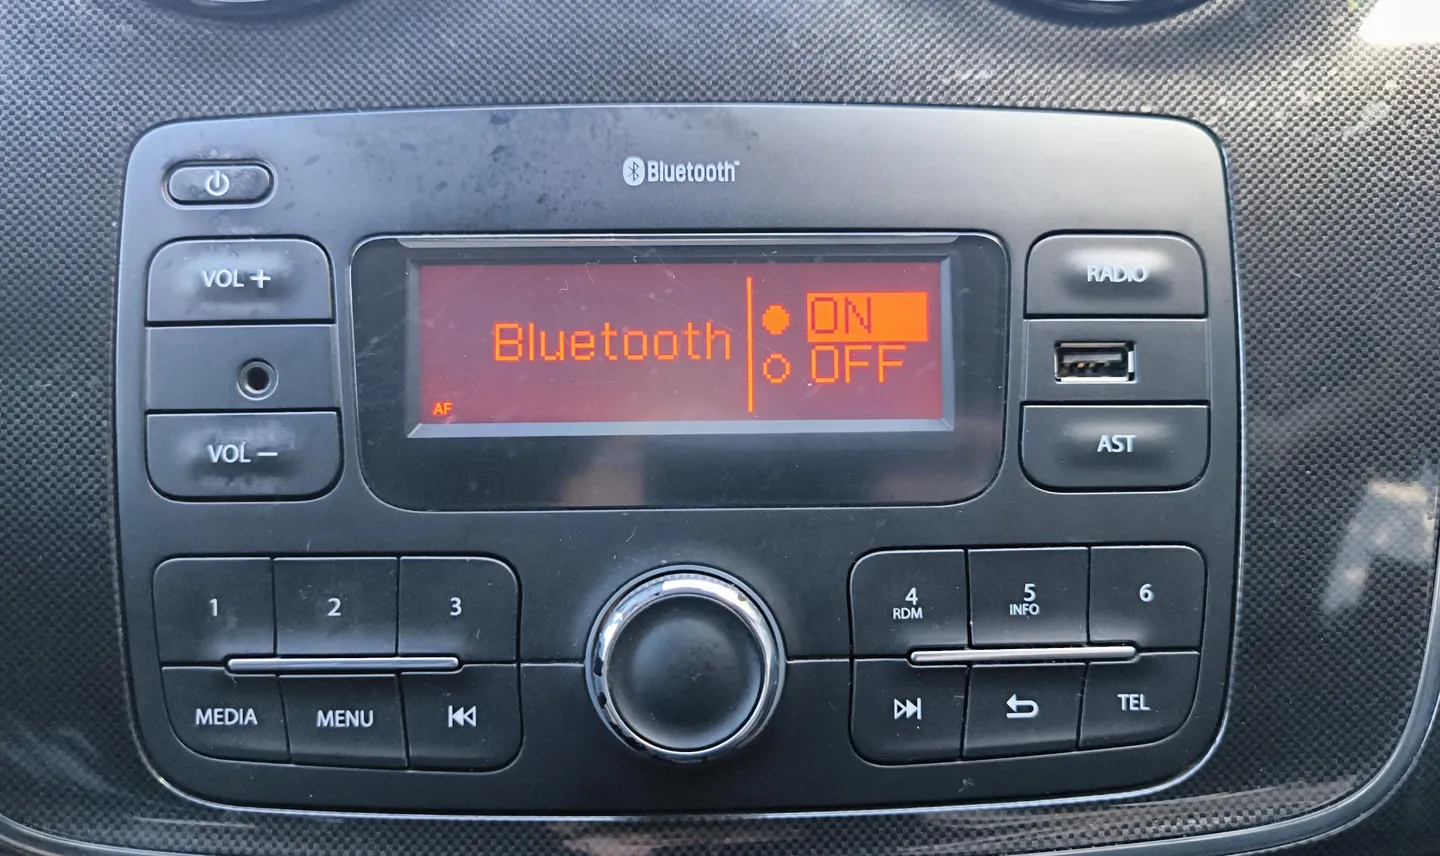 Bluetooth™
VOL +
RADIO
Bluetooth
ON
OFF
AF
VOL −
AST
1
2
3
4
RDM
5
INFO
6
MEDIA
MENU
TEL